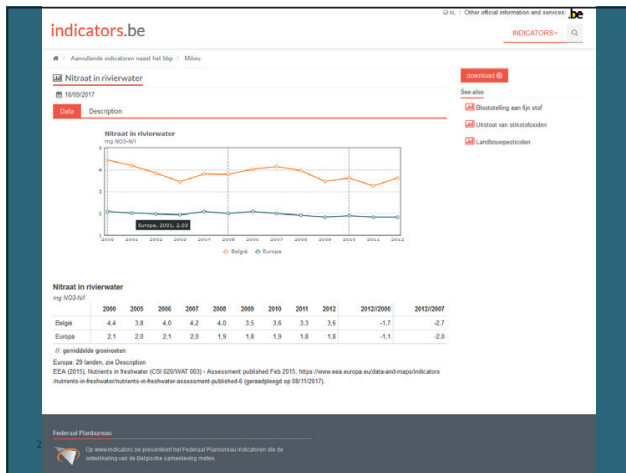 NL | Other official information and services: .be
indicators.be
INDICATORS
/ Aanvullende indicatoren naast het bbp / Milieu
Nitraat in rivierwater
18/09/2017
download
See also
Blootstelling aan fijn stof
Uitstoot van stikstofoxiden
Landbouwpesticiden
Data Description
Nitraat in rivierwater
mg NO3-N/l
5
4
3
2
1
Europa, 2001, 2.03
2000 2001 2002 2003 2004 2005 2006 2007 2008 2009 2010 2011 2012
België Europa
Nitraat in rivierwater
mg NO3-N/l
2000 2005 2006 2007 2008 2009 2010 2011 2012 2012//2000 2012//2007
België 4,4 3,8 4,0 4,2 4,0 3,5 3,6 3,3 3,6 -1,7 -2,7
Europa 2,1 2,0 2,1 2,0 1,9 1,8 1,9 1,8 1,8 -1,1 -2,0
//: gemiddelde groeivoeten
Europa: 29 landen, zie Description
EEA (2015), Nutrients in freshwater (CSI 020/WAT 003) - Assessment published Feb 2015, https://www.eea.europa.eu/data-and-maps/indicators
/nutrients-in-freshwater/nutrients-in-freshwater-assessment-published-6 (geraadpleegd op 08/11/2017).
Federaal Planbureau
Op www.indicators.be presenteert het Federaal Planbureau indicatoren die de
ontwikkeling van de Belgische samenleving meten.